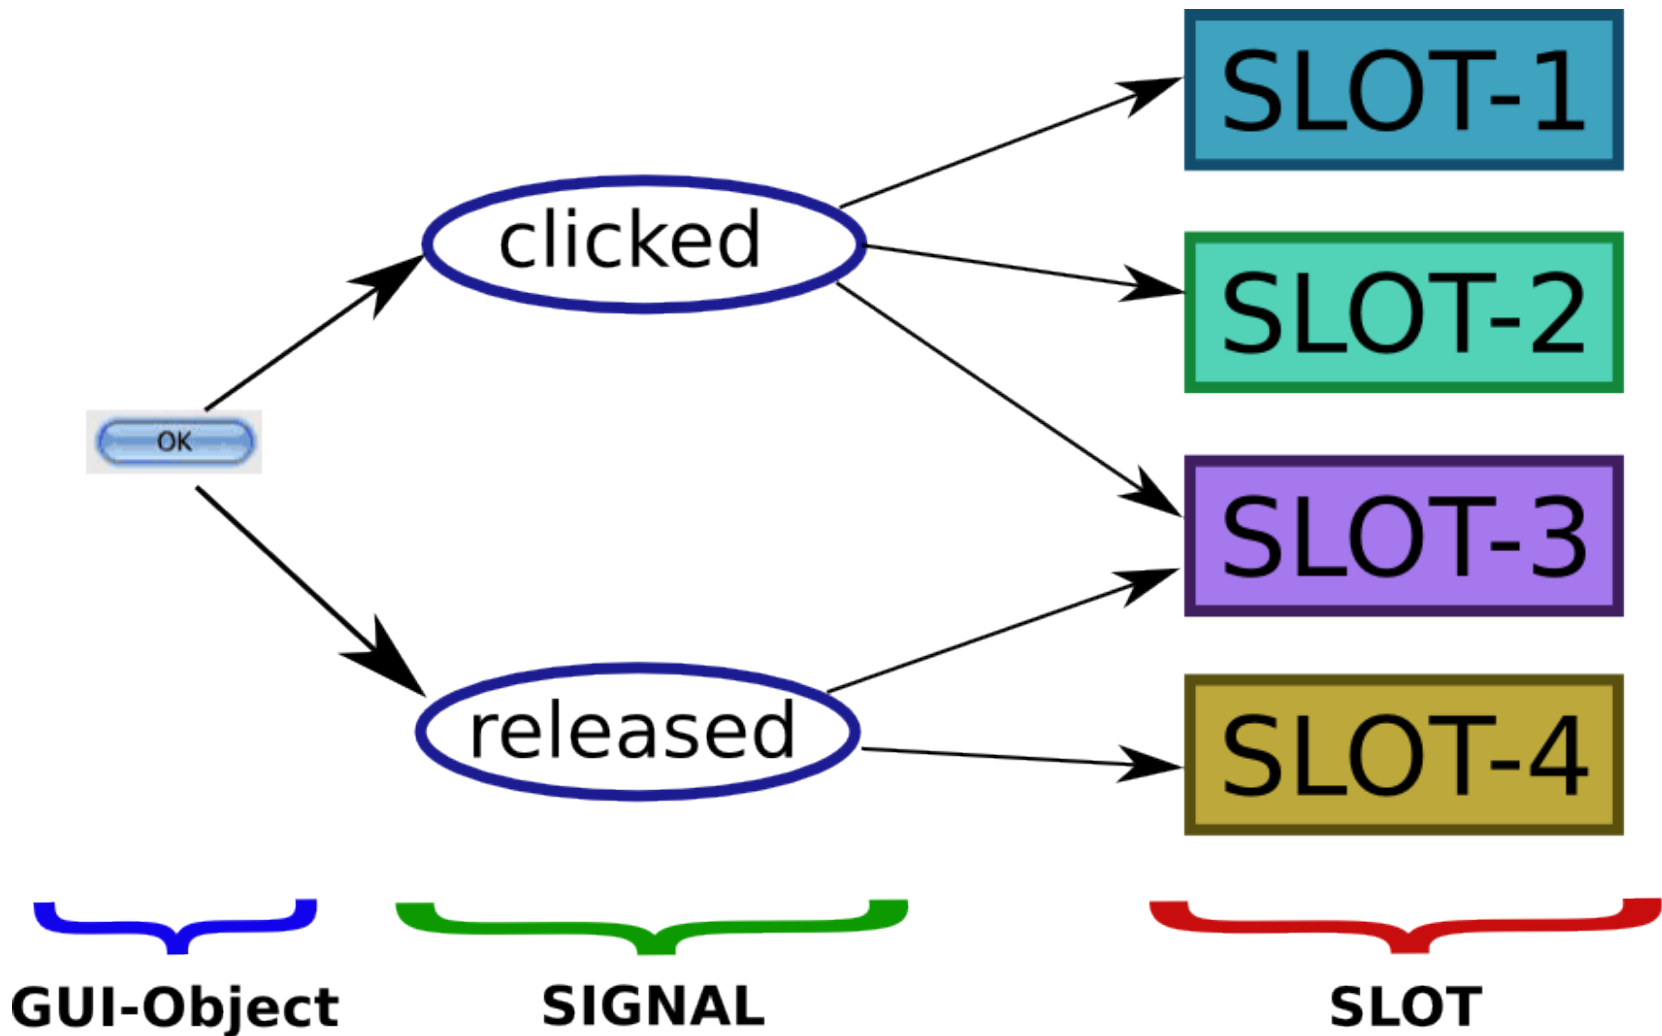 SLOT-1
clicked
SLOT-2
OK
SLOT-3
released
SLOT-4
GUI-Object
SIGNAL
SLOT